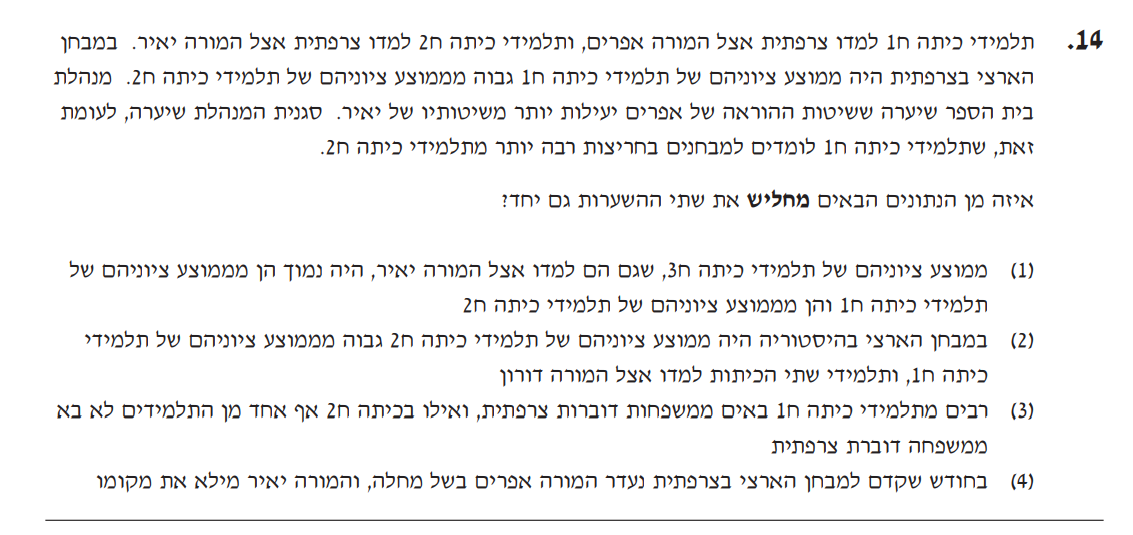 14. תלמידי כיתה ח1 למדו צרפתית אצל המורה אפרים, ותלמידי כיתה ח2 למדו צרפתית אצל המורה יאיר. במבחן
הארצי בצרפתית היה ממוצע ציוניהם של תלמידי כיתה ח1 גבוה מממוצע ציוניהם של תלמידי כיתה ח2. מנהלת
בית הספר שיערה ששיטות ההוראה של אפרים יעילות יותר משיטותיו של יאיר. סגנית המנהלת שיערה, לעומת
זאת, שתלמידי כיתה ח1 לומדים למבחנים בחריצות רבה יותר מתלמידי כיתה ח2.
איזה מן הנתונים הבאים מחליש את שתי ההשערות גם יחד?
(1) ממוצע ציוניהם של תלמידי כיתה ח3, שגם הם למדו אצל המורה יאיר, היה נמוך הן מממוצע ציוניהם של
תלמידי כיתה ח1 והן מממוצע ציוניהם של תלמידי כיתה ח2
(2) במבחן הארצי בהיסטוריה היה ממוצע ציוניהם של תלמידי כיתה ח2 גבוה מממוצע ציוניהם של תלמידי
כיתה ח1, ותלמידי שתי הכיתות למדו אצל המורה דורון
(3) רבים מתלמידי כיתה ח1 באים ממשפחות דוברות צרפתית, ואילו בכיתה ח2 אף אחד מן התלמידים לא בא
ממשפחה דוברת צרפתית
(4) בחודש שקדם למבחן הארצי בצרפתית נעדר המורה אפרים בשל מחלה, והמורה יאיר מילא את מקומו